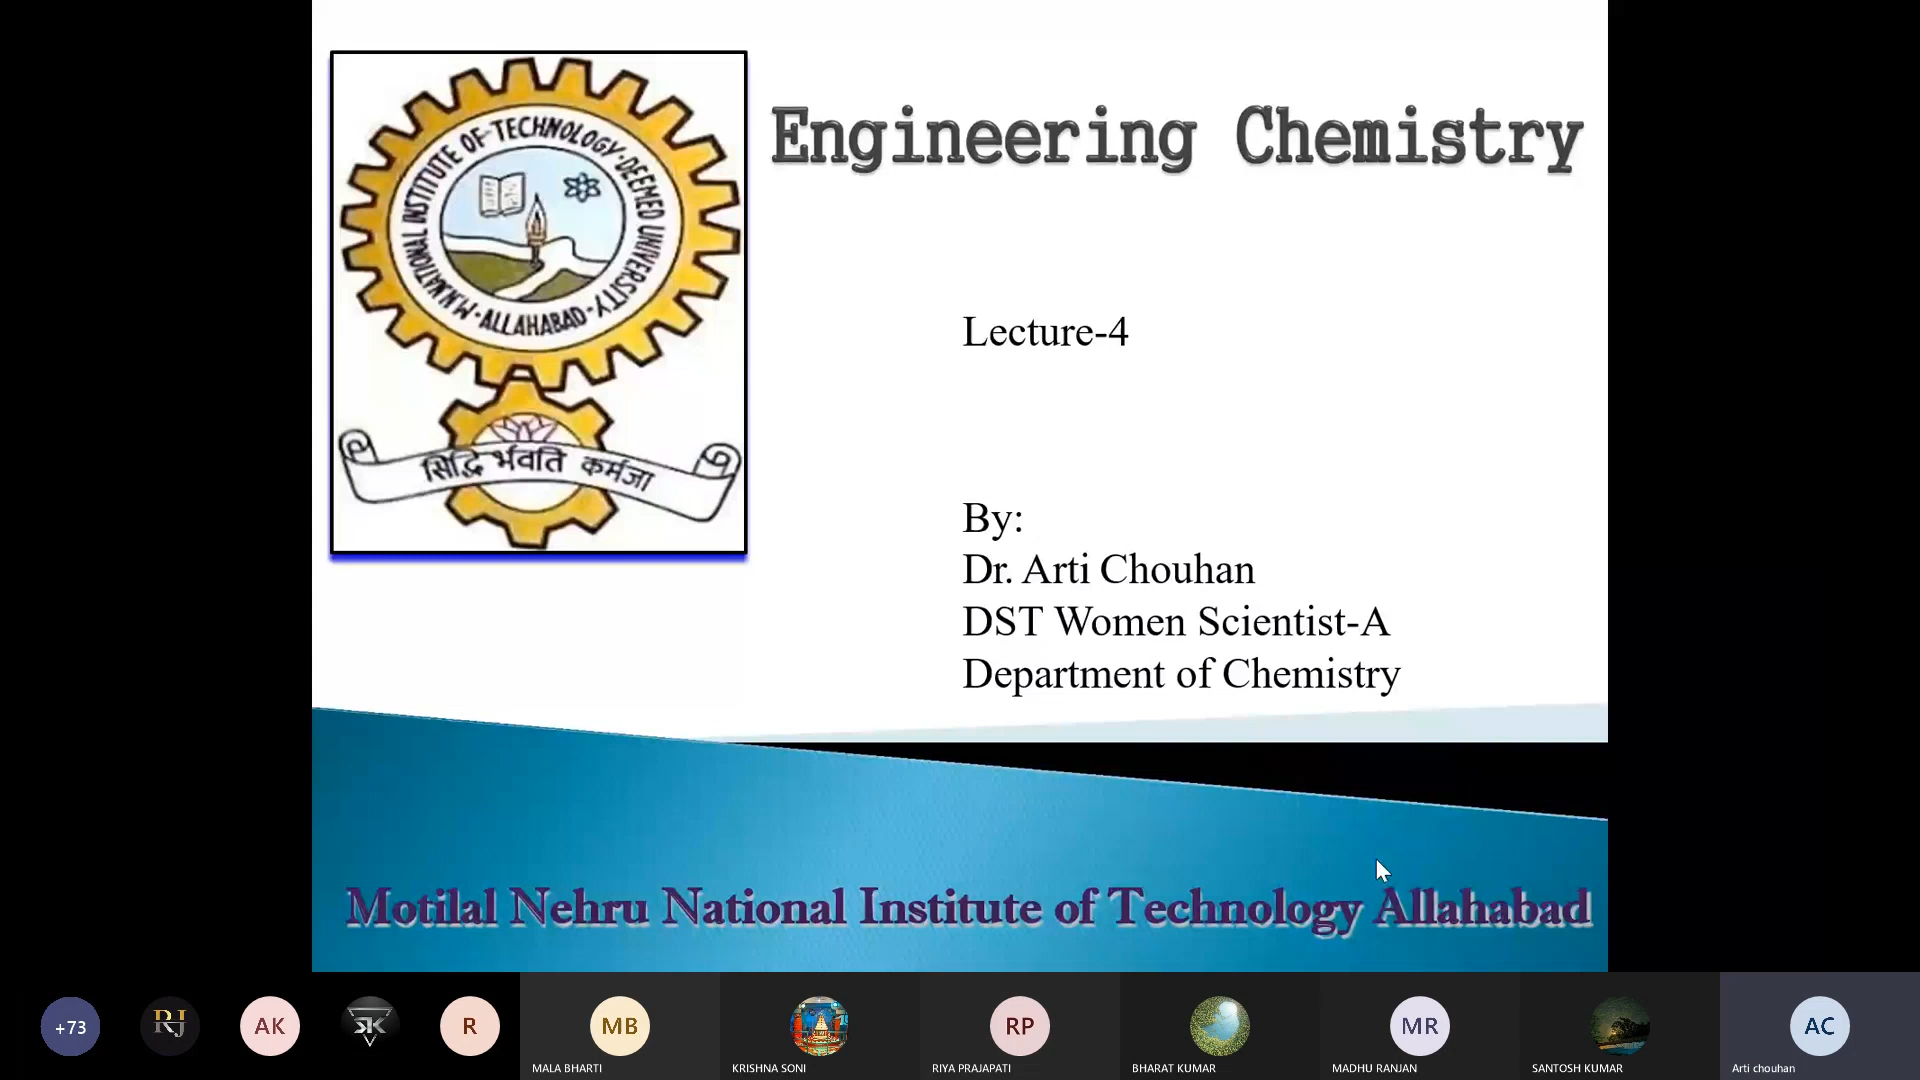 Engineering Chemistry
M.N.NATIONAL INSTITUTE OF TECHNOLOGY·DEEMED UNIVERSITY
·ALLAHABAD·
सिद्धि र्भवति कर्मजा
Lecture-4
By:
Dr. Arti Chouhan
DST Women Scientist-A
Department of Chemistry
Motilal Nehru National Institute of Technology Allahabad
+73
RJ
AK
SK
R
MB
RP
MR
AC
MALA BHARTI
KRISHNA SONI
RIYA PRAJAPATI
BHARAT KUMAR
MADHU RANJAN
SANTOSH KUMAR
Arti chouhan